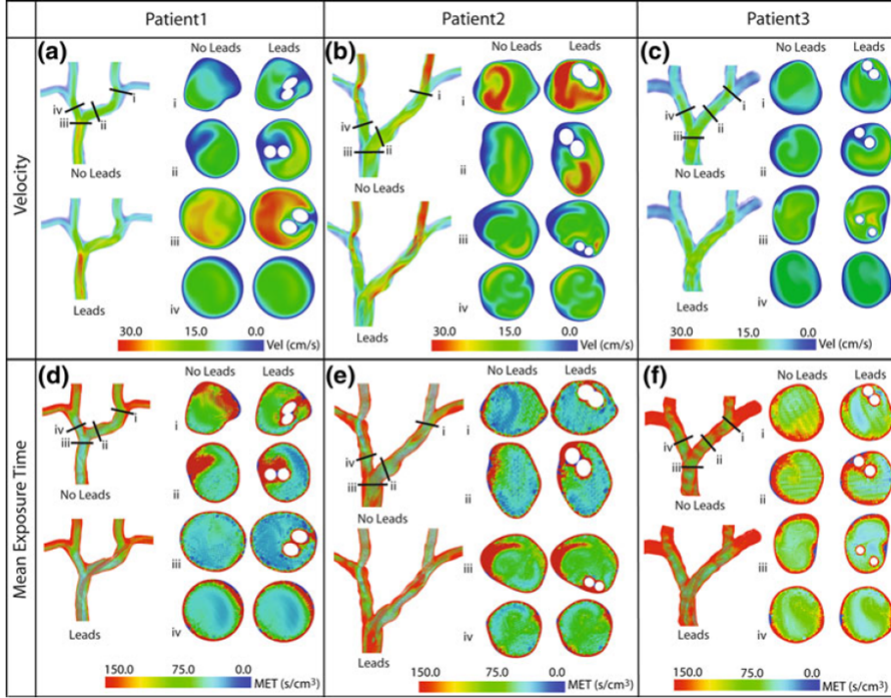 Patient1 Patient2 Patient3
Velocity
(a) No Leads Leads
i
iv
iii
ii
i
No Leads
ii
iii
iv
Leads
30.0 15.0 0.0 Vel (cm/s)
(b) No Leads Leads
i
i
iv
iii
ii
No Leads
ii
iii
iv
Leads
30.0 15.0 0.0 Vel (cm/s)
(c) No Leads Leads
i
i
ii
iii
No Leads
ii
iii
iv
Leads
30.0 15.0 0.0 Vel (cm/s)
Mean Exposure Time
(d) No Leads Leads
i
iv
iii
ii
i
No Leads
ii
iii
iv
Leads
150.0 75.0 0.0 MET (s/cm³)
(e) No Leads Leads
i
i
iv
iii
ii
No Leads
ii
iii
iv
Leads
150.0 75.0 0.0 MET (s/cm³)
(f) No Leads Leads
i
i
iv
ii
iii
No Leads
ii
iii
iv
Leads
150.0 75.0 0.0 MET (s/cm³)